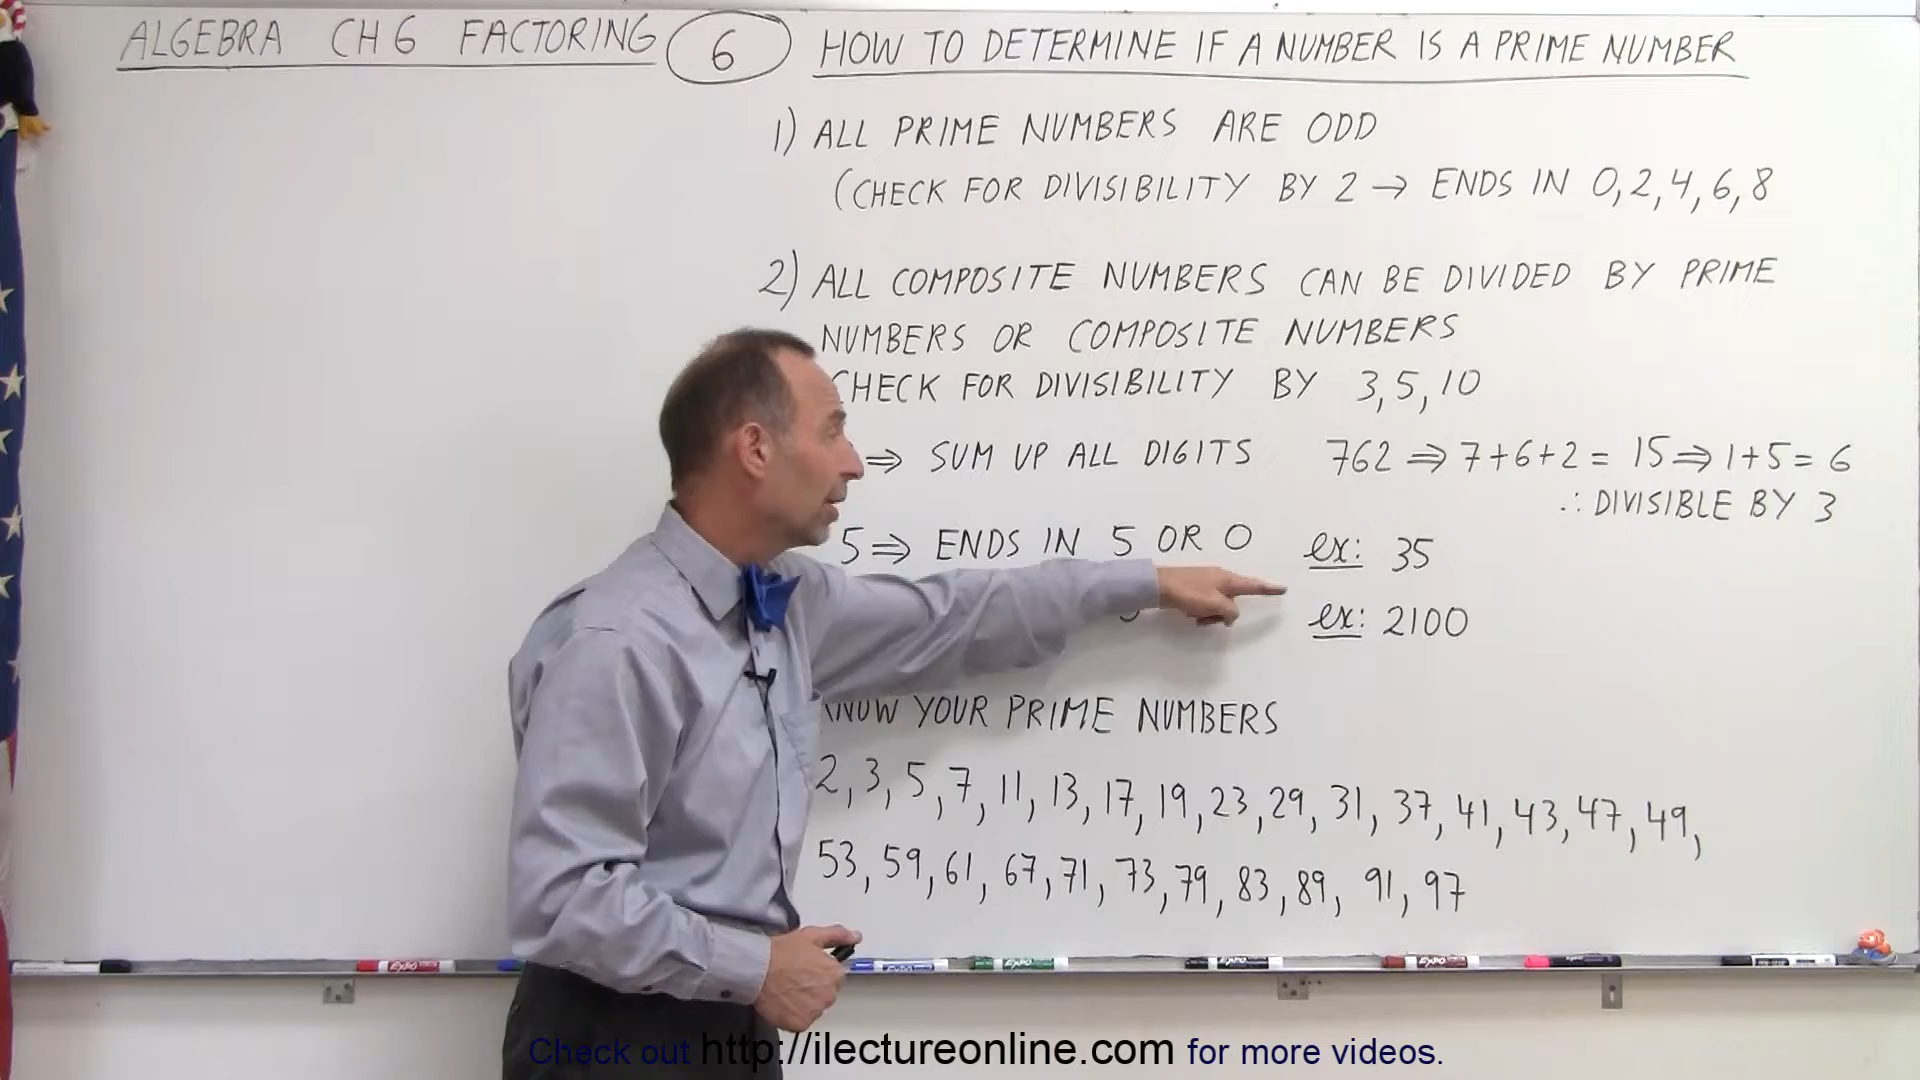 ALGEBRA CH 6 FACTORING 6 HOW TO DETERMINE IF A NUMBER IS A PRIME NUMBER
1) ALL PRIME NUMBERS ARE ODD
(CHECK FOR DIVISIBILITY BY 2 → ENDS IN 0,2,4,6,8
2) ALL COMPOSITE NUMBERS CAN BE DIVIDED BY PRIME
NUMBERS OR COMPOSITE NUMBERS
CHECK FOR DIVISIBILITY BY 3,5,10
⇒ SUM UP ALL DIGITS 762 ⇒ 7+6+2 = 15 ⇒ 1+5 = 6
∴ DIVISIBLE BY 3
5 ⇒ ENDS IN 5 OR 0 ex: 35
ex: 2100
KNOW YOUR PRIME NUMBERS
2, 3, 5, 7, 11, 13, 17, 19, 23, 29, 31, 37, 41, 43, 47, 49,
53, 59, 61, 67, 71, 73, 79, 83, 89, 91, 97
EXPO EXPO EXPO EXPO
Check out http://ilectureonline.com for more videos.